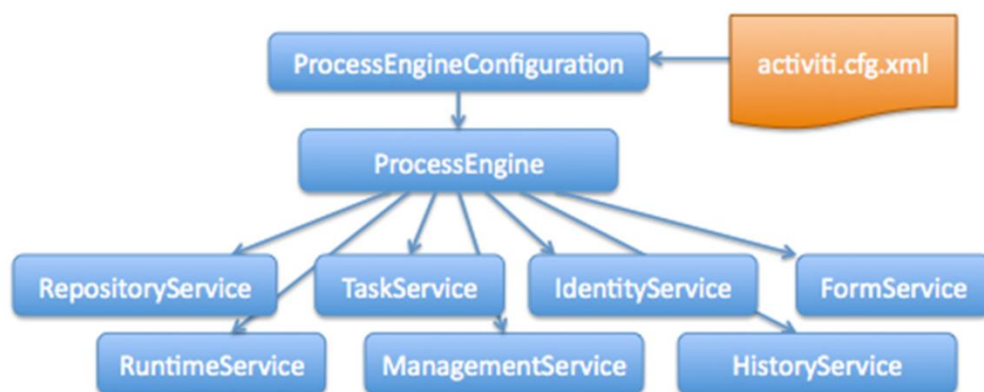 ProcessEngineConfiguration
activiti.cfg.xml
ProcessEngine
RepositoryService
TaskService
IdentityService
FormService
RuntimeService
ManagementService
HistoryService